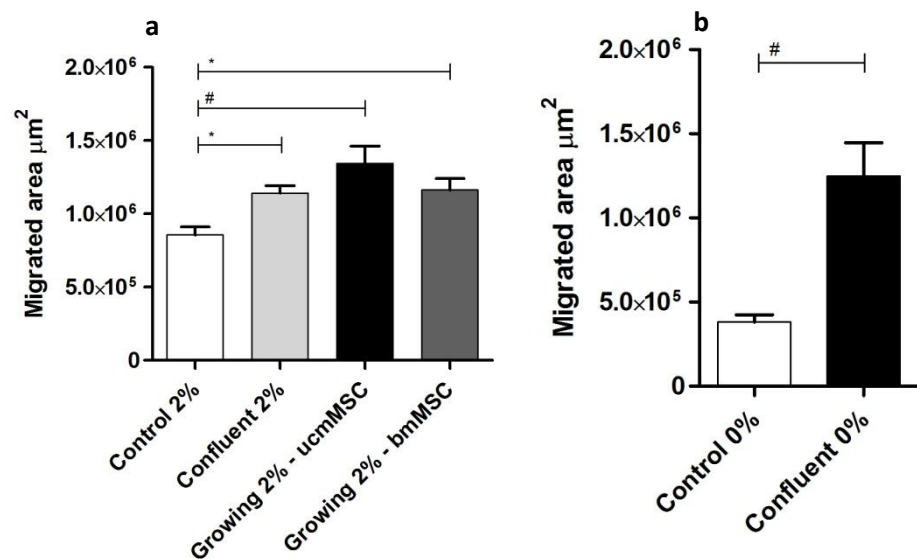 a
2.0×10⁶
1.5×10⁶
1.0×10⁶
5.0×10⁵
0
Migrated area μm²
*
#
*
Control 2%
Confluent 2%
Growing 2% - ucmMSC
Growing 2% - bmMSC
b
2.0×10⁶
1.5×10⁶
1.0×10⁶
5.0×10⁵
0
Migrated area μm²
#
Control 0%
Confluent 0%